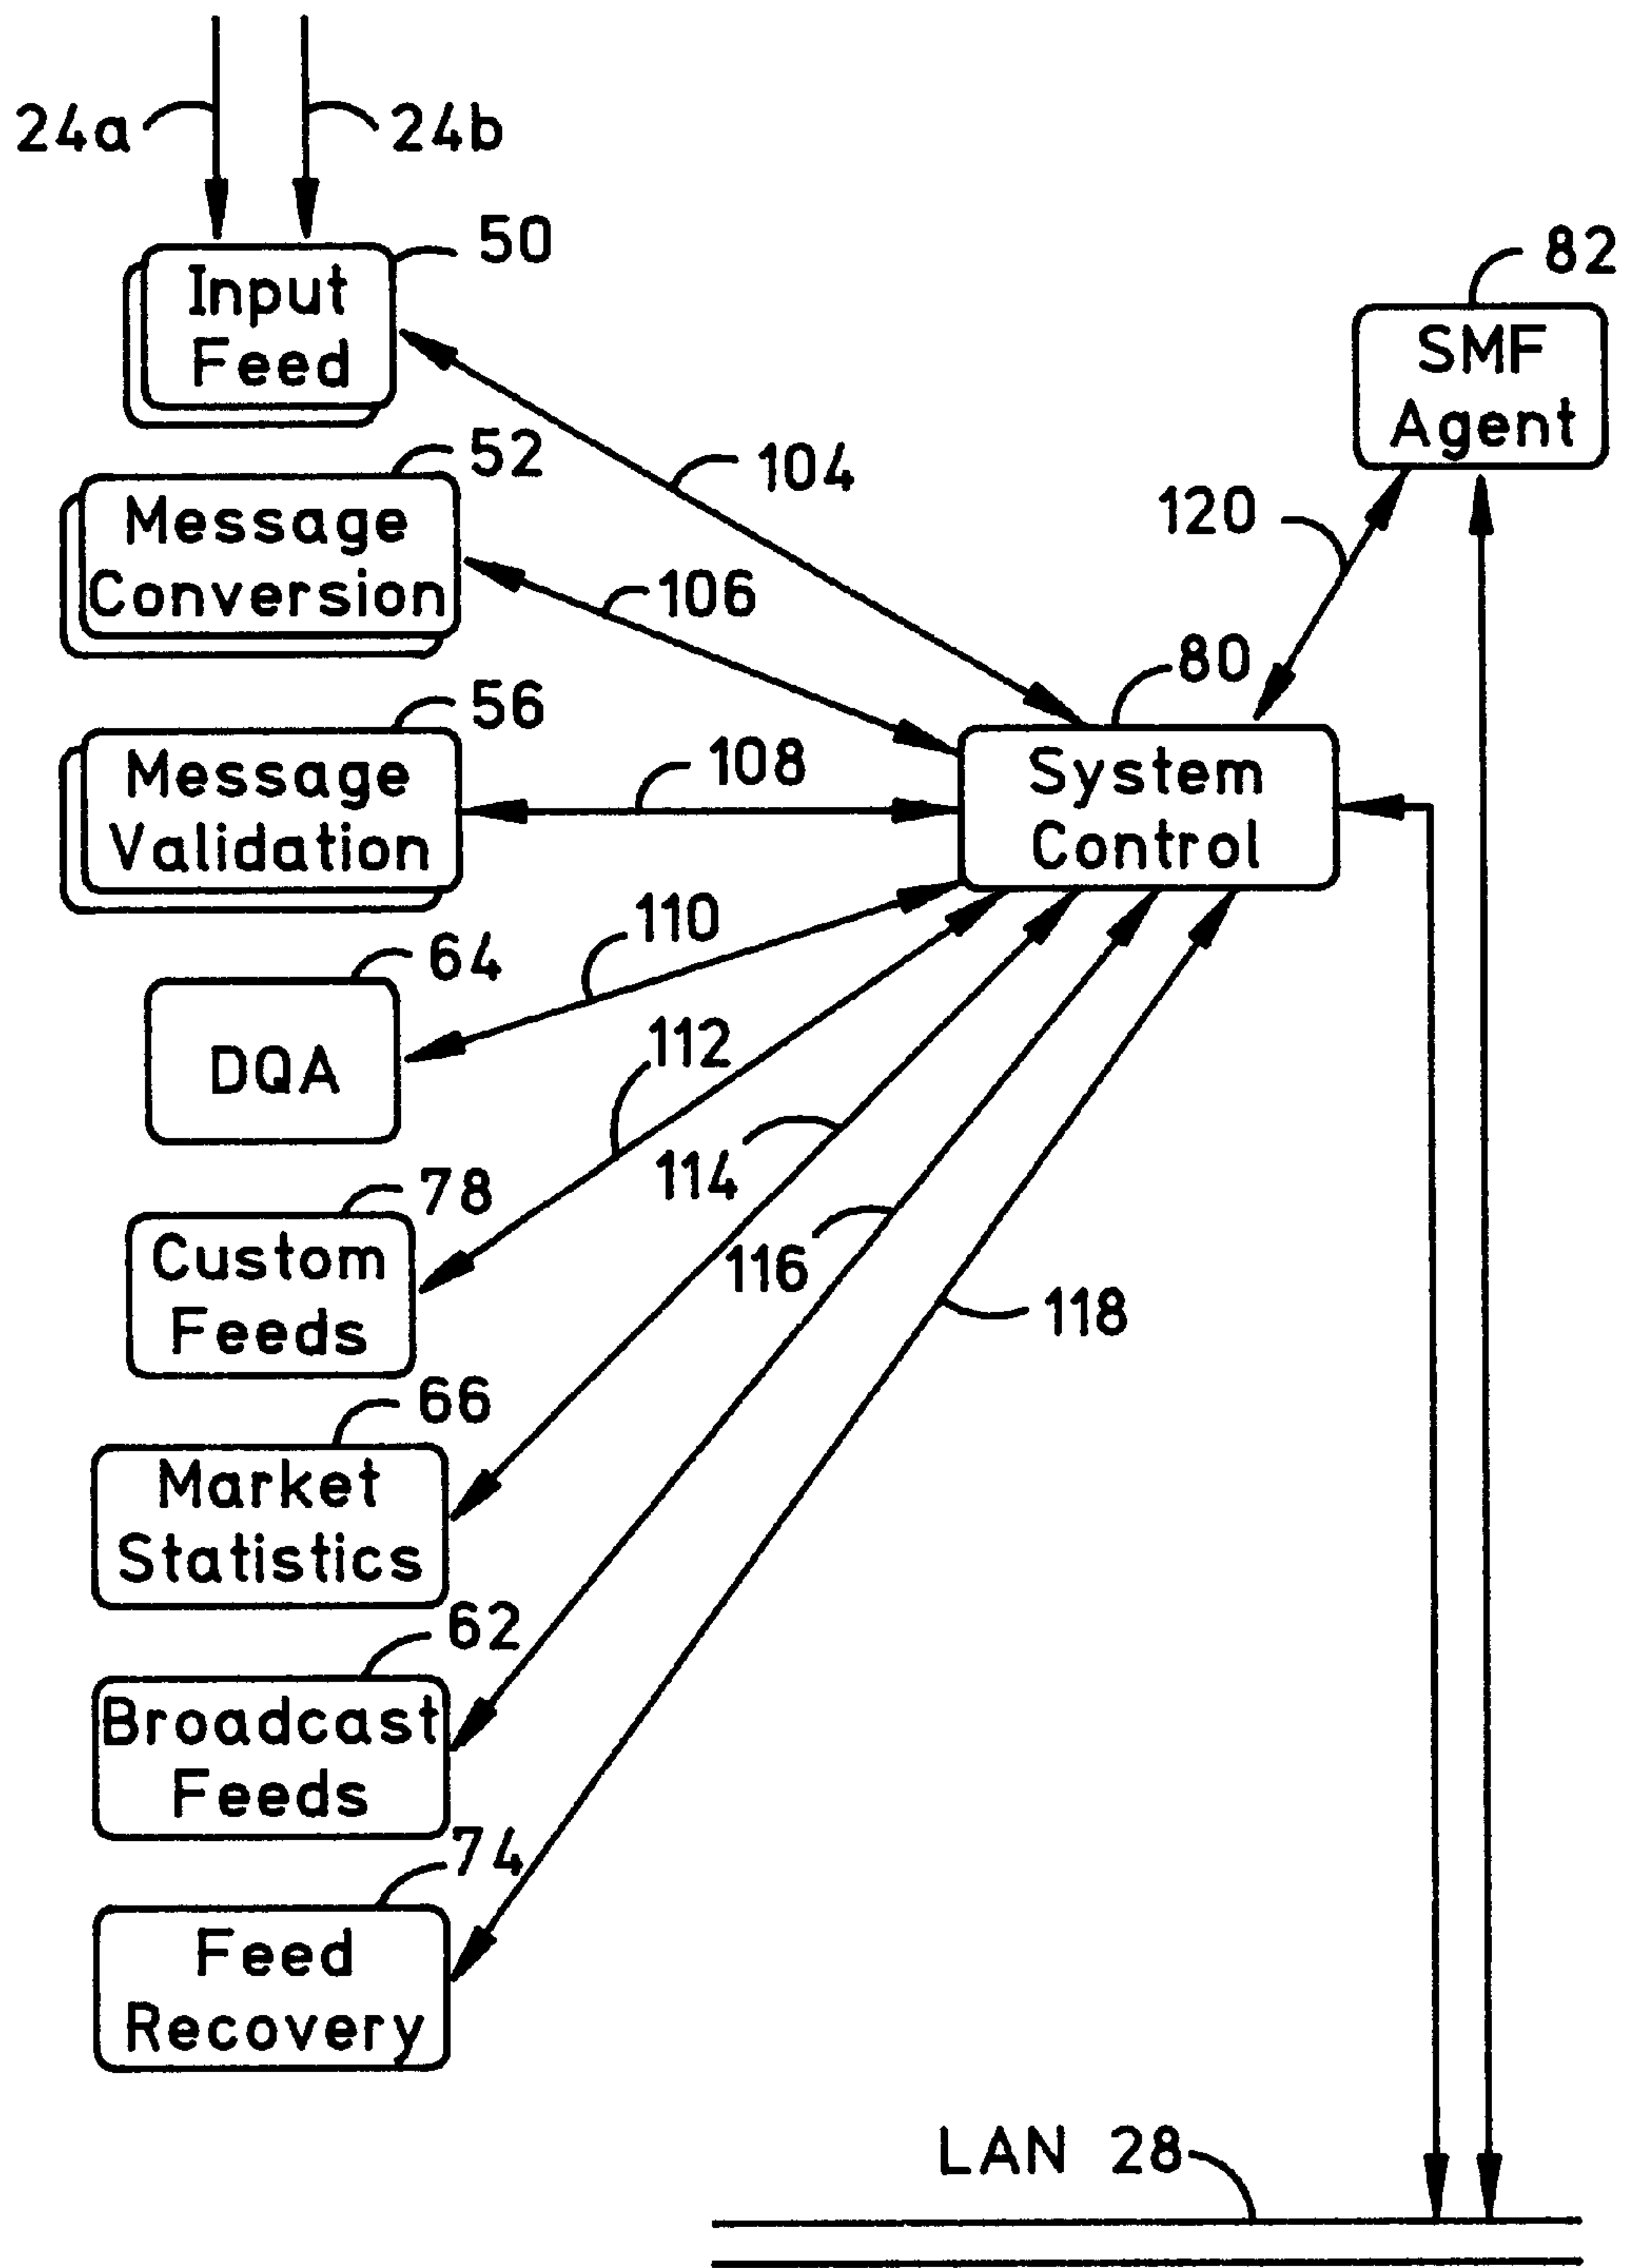 24a
24b
50
Input
Feed
82
SMF
Agent
52
Message
Conversion
104
120
106
80
System
Control
56
Message
Validation
108
64
DQA
110
112
78
Custom
Feeds
114
116
118
66
Market
Statistics
62
Broadcast
Feeds
74
Feed
Recovery
LAN 28